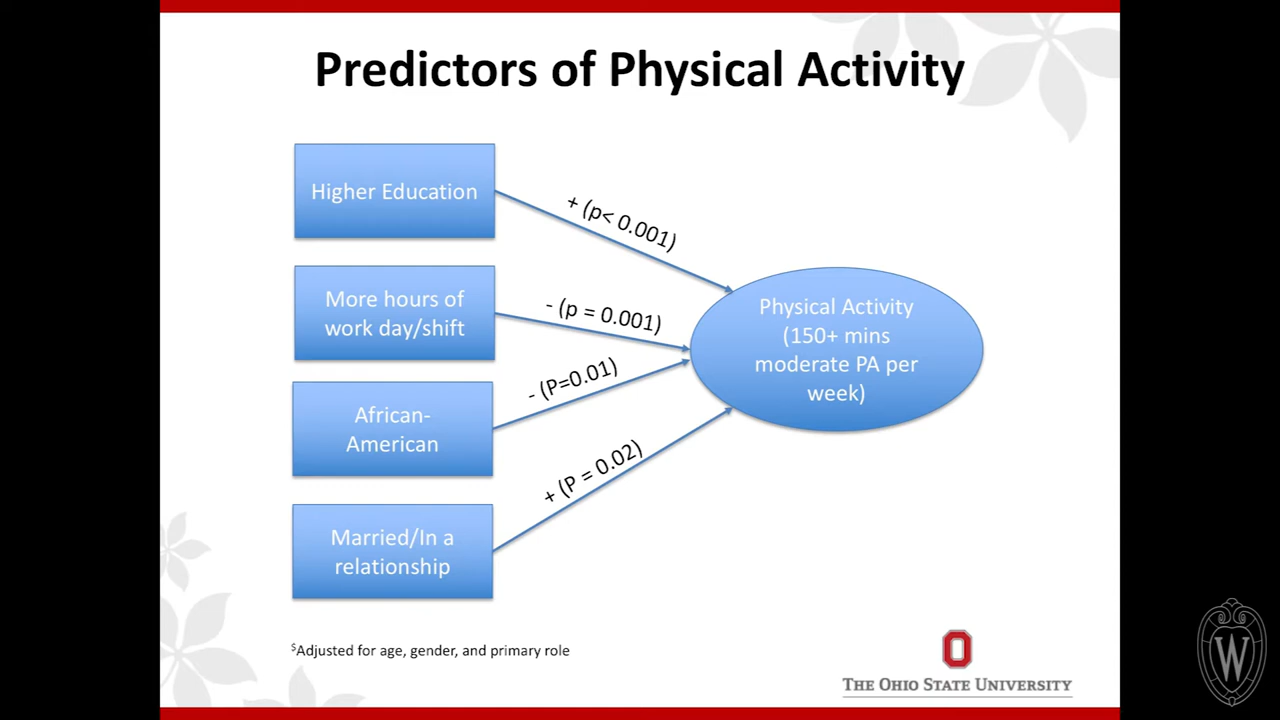 Predictors of Physical Activity
Higher Education
+ (p< 0.001)
More hours of
work day/shift
- (p = 0.001)
African-
American
- (P=0.01)
Married/In a
relationship
+ (P = 0.02)
Physical Activity
(150+ mins
moderate PA per
week)
$Adjusted for age, gender, and primary role
O
THE OHIO STATE UNIVERSITY
W